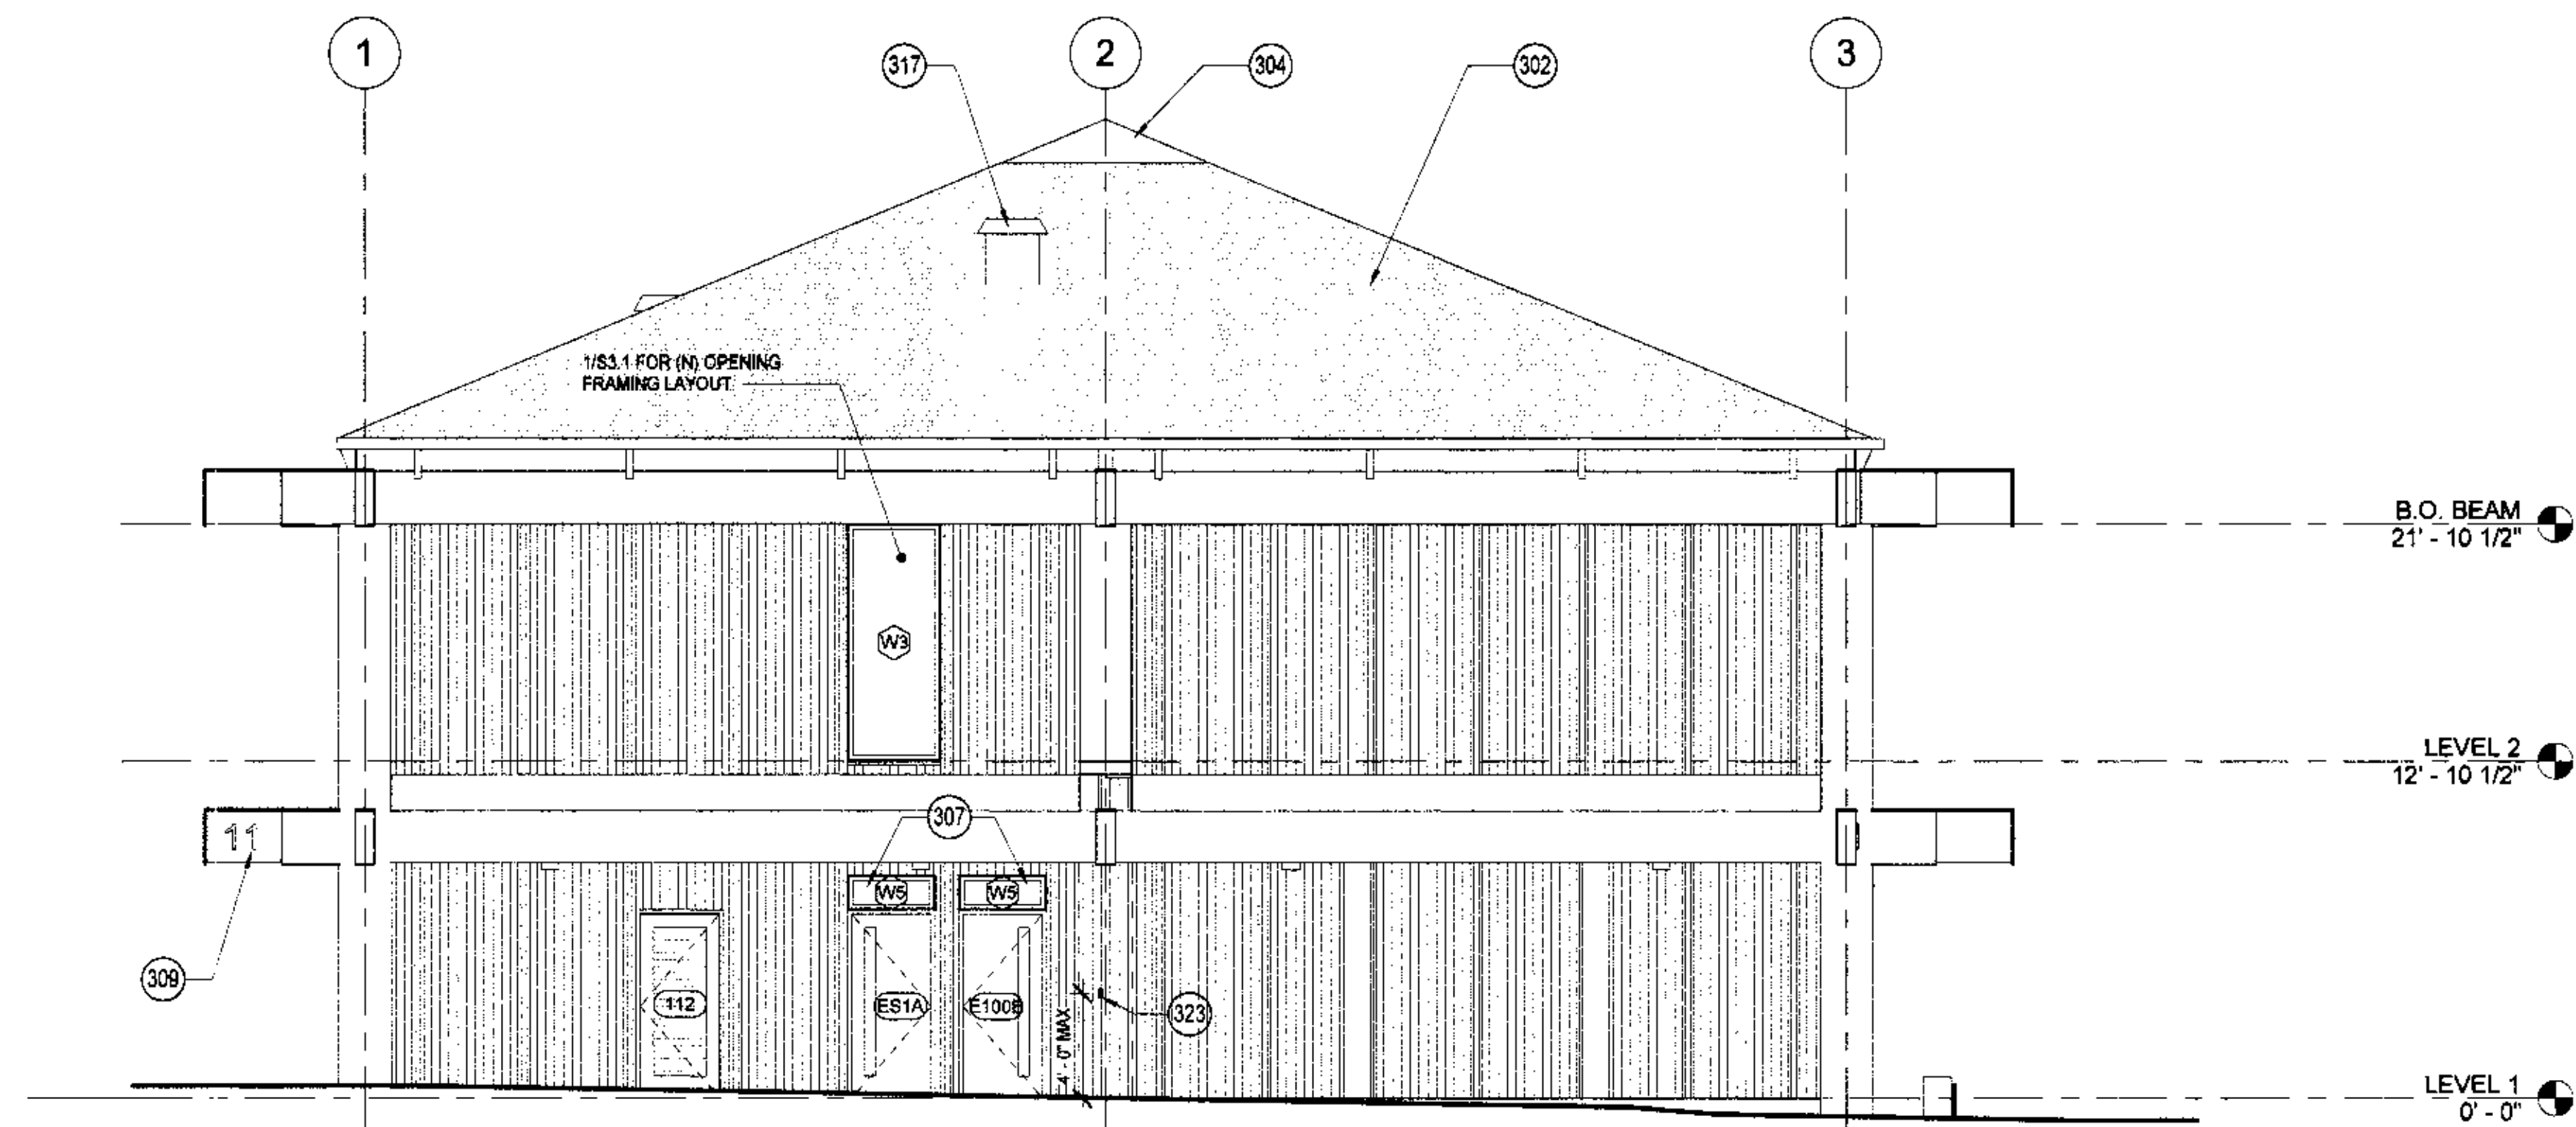 1
317
2
304
302
3
1/S3.1 FOR (N) OPENING
FRAMING LAYOUT
B.O. BEAM
21' - 10 1/2"
W3
LEVEL 2
12' - 10 1/2"
307
11
W5
W5
309
112
ES1A
E100B
4' - 0" MAX
323
LEVEL 1
0' - 0"